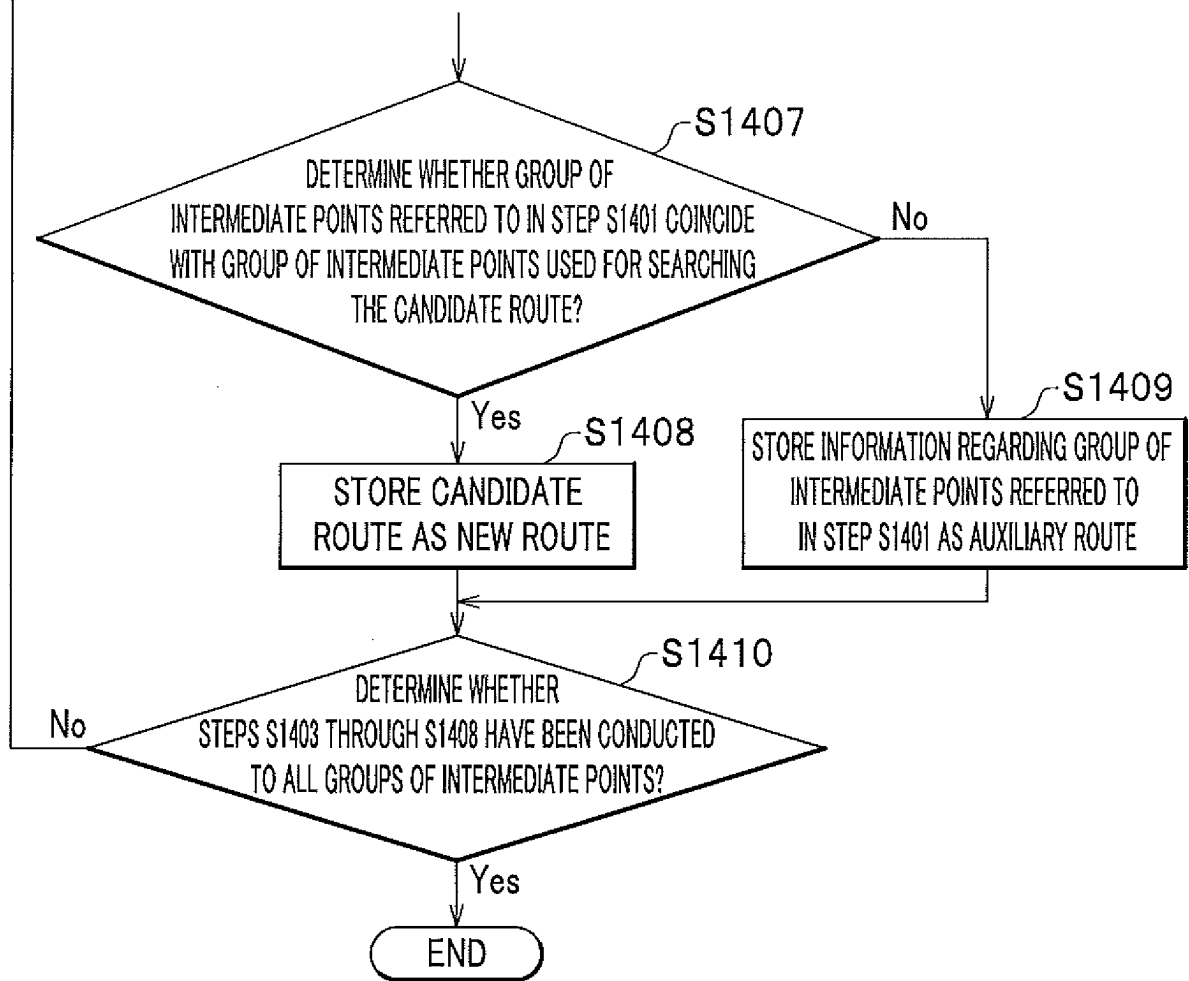 S1407
DETERMINE WHETHER GROUP OF
INTERMEDIATE POINTS REFERRED TO IN STEP S1401 COINCIDE
WITH GROUP OF INTERMEDIATE POINTS USED FOR SEARCHING
THE CANDIDATE ROUTE?
No
Yes
S1408
STORE CANDIDATE
ROUTE AS NEW ROUTE
S1409
STORE INFORMATION REGARDING GROUP OF
INTERMEDIATE POINTS REFERRED TO
IN STEP S1401 AS AUXILIARY ROUTE
S1410
DETERMINE WHETHER
STEPS S1403 THROUGH S1408 HAVE BEEN CONDUCTED
TO ALL GROUPS OF INTERMEDIATE POINTS?
No
Yes
END